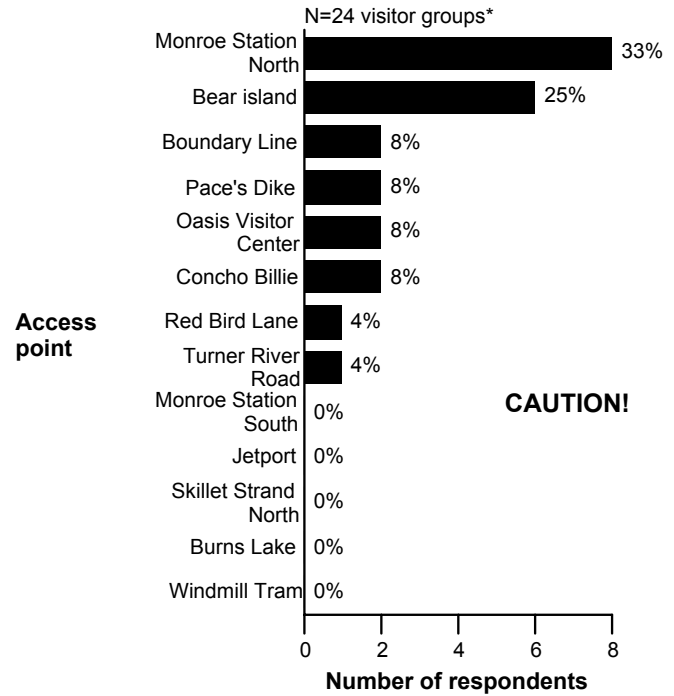 N=24 visitor groups*
Monroe Station
North
33%
Bear island
25%
Boundary Line
8%
Pace's Dike
8%
Oasis Visitor
Center
8%
Concho Billie
8%
Access
point
Red Bird Lane
4%
Turner River
Road
4%
Monroe Station
South
0%
CAUTION!
Jetport
0%
Skillet Strand
North
0%
Burns Lake
0%
Windmill Tram
0%
0 2 4 6 8
Number of respondents